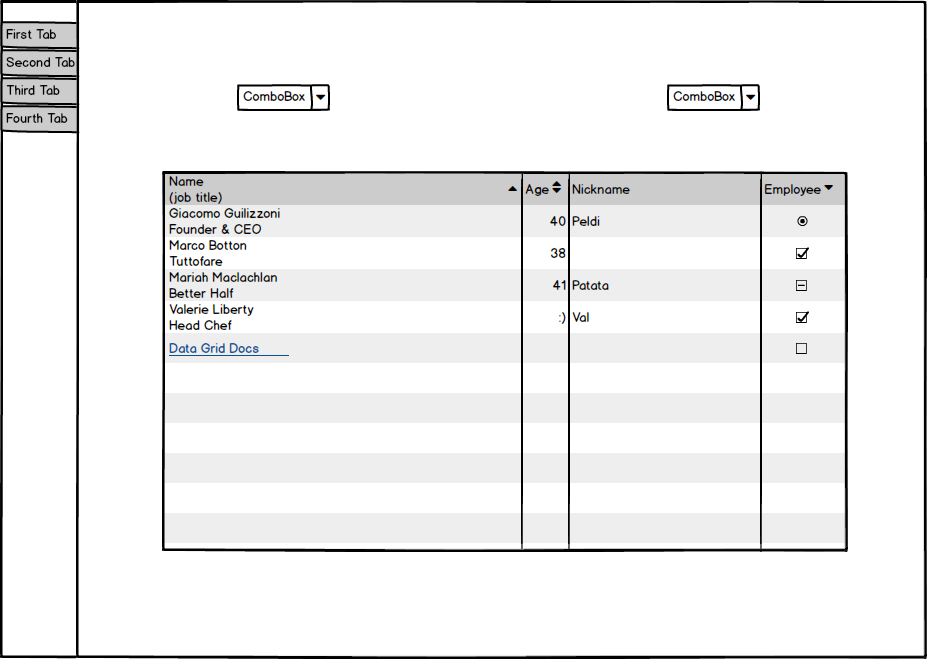 First Tab
Second Tab
Third Tab
Fourth Tab
ComboBox
ComboBox
Name
(job title)
Age
Nickname
Employee
Giacomo Guilizzoni
Founder & CEO
40
Peldi
Marco Botton
Tuttofare
38
Mariah Maclachlan
Better Half
41
Patata
Valerie Liberty
Head Chef
:)
Val
Data Grid Docs